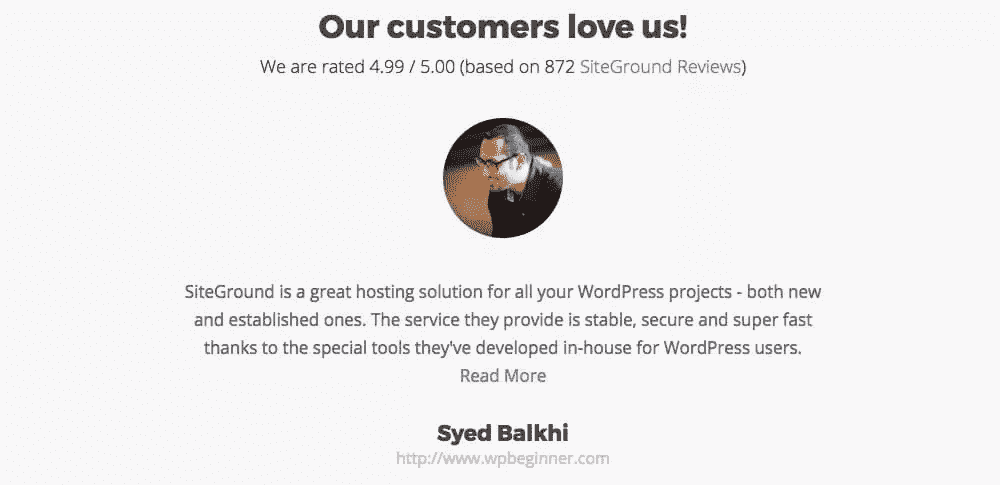 Our customers love us!
We are rated 4.99 / 5.00 (based on 872 SiteGround Reviews)
SiteGround is a great hosting solution for all your WordPress projects - both new
and established ones. The service they provide is stable, secure and super fast
thanks to the special tools they've developed in-house for WordPress users.
Read More
Syed Balkhi
http://www.wpbeginner.com